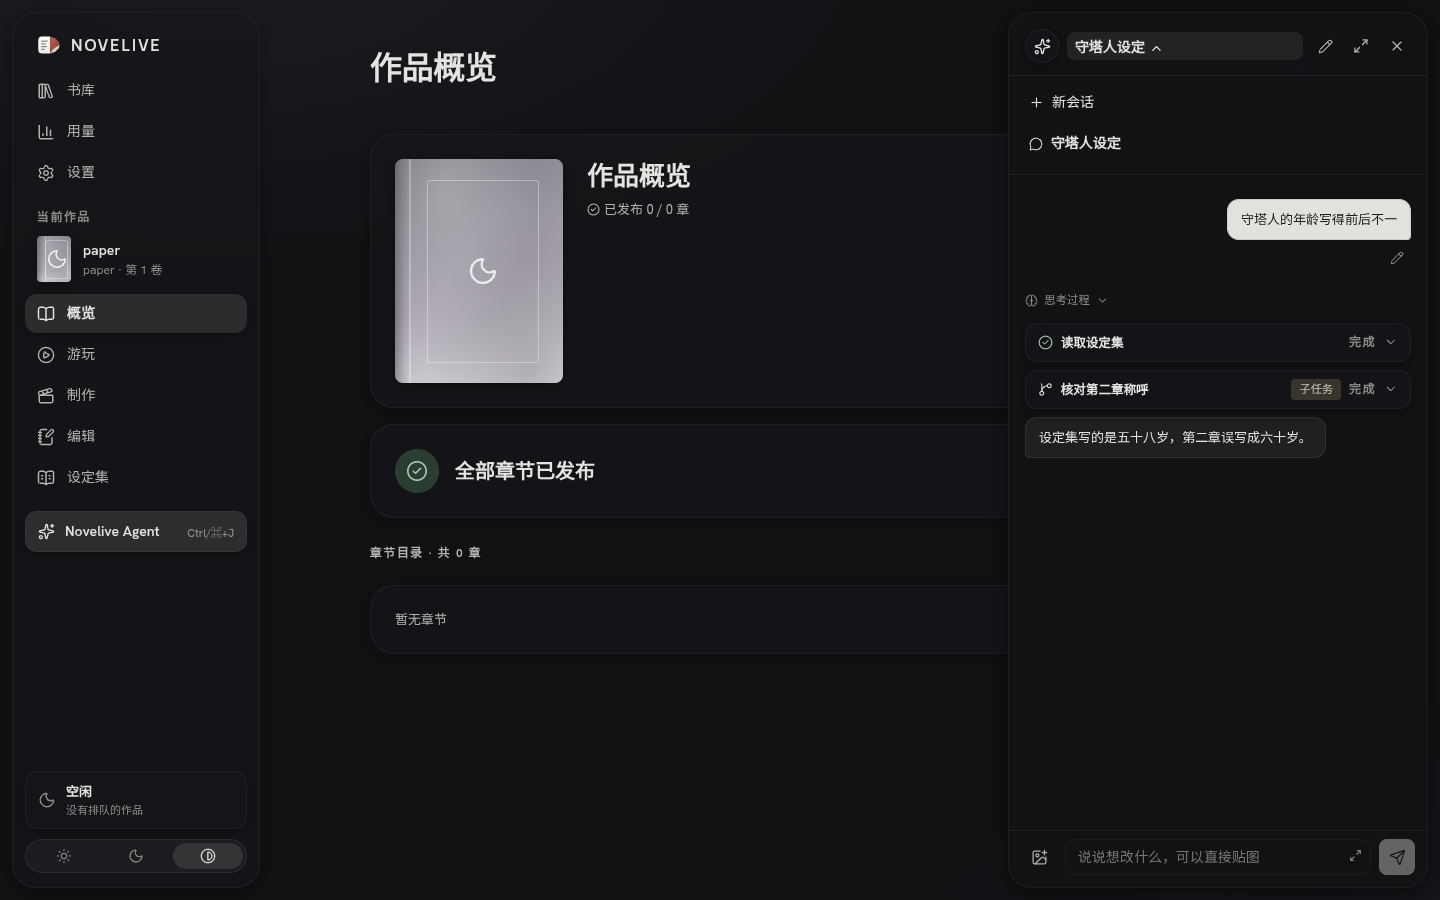 NOVELIVE
书库
用量
设置
当前作品
paper
paper · 第 1 卷
概览
游玩
制作
编辑
设定集
Novelive Agent
Ctrl/⌘+J
空闲
没有排队的作品
作品概览
作品概览
已发布 0 / 0 章
全部章节已发布
章节目录 · 共 0 章
暂无章节
守塔人设定
新会话
守塔人设定
守塔人的年龄写得前后不一
思考过程
读取设定集
完成
核对第二章称呼
子任务
完成
设定集写的是五十八岁，第二章误写成六十岁。
说说想改什么，可以直接贴图